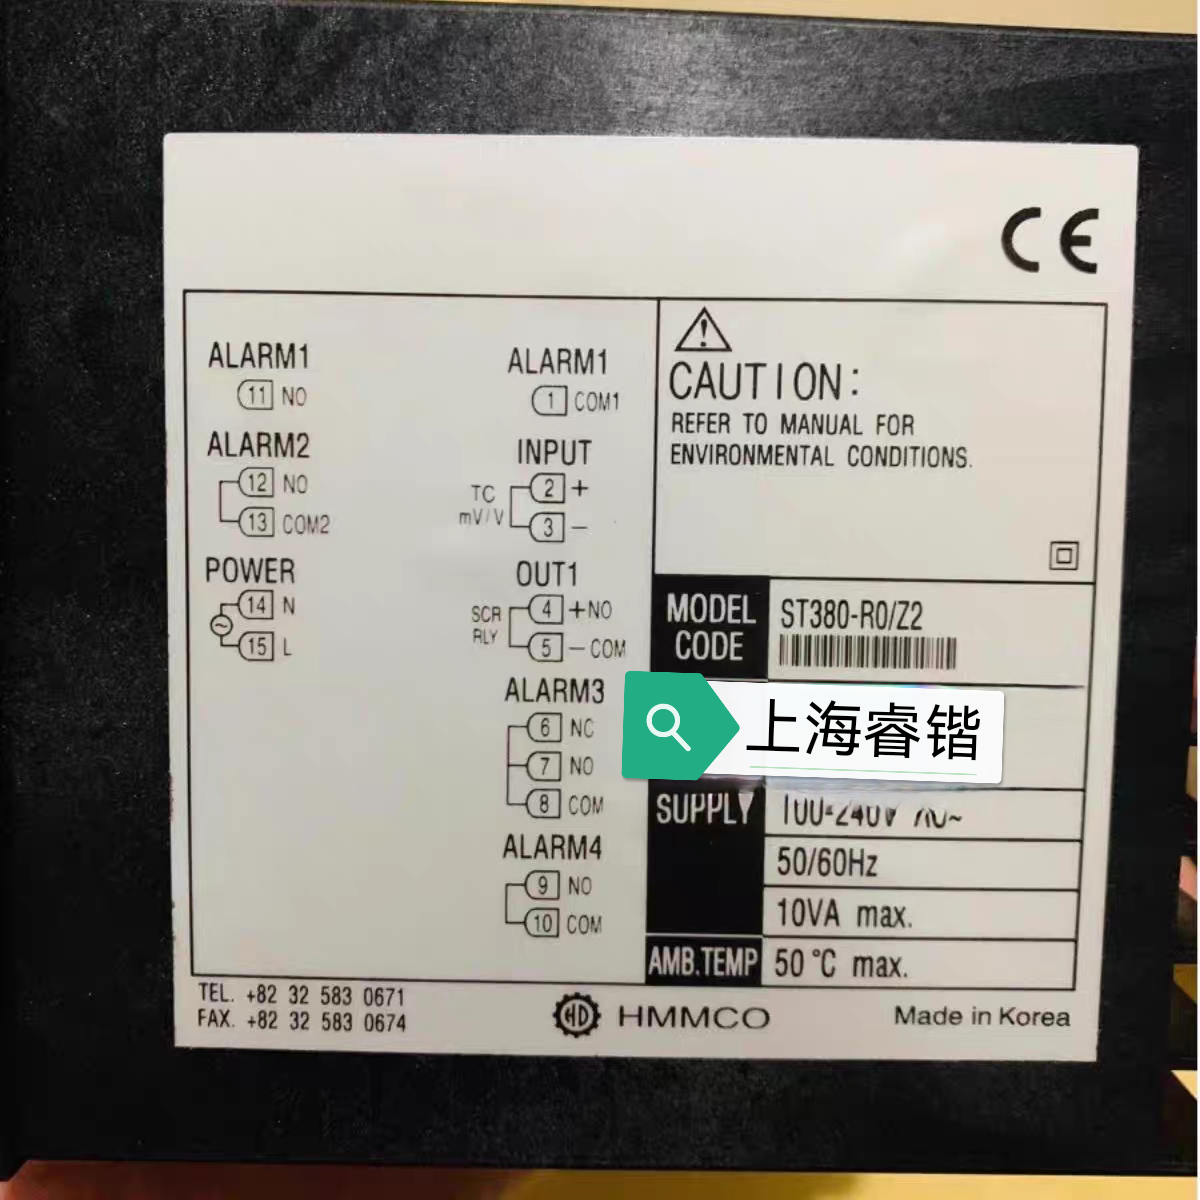 CE
ALARM1
11 NO
ALARM2
12 NO
13 COM2
POWER
14 N
15 L
ALARM1
1 COM1
INPUT
TC
mV/V
2 +
3 −
OUT1
SCR
RLY
4 +NO
5 −COM
ALARM3
6 NC
7 NO
8 COM
ALARM4
9 NO
10 COM
CAUTION:
REFER TO MANUAL FOR
ENVIRONMENTAL CONDITIONS.
MODEL CODE
ST380-R0/Z2
上海睿锴
SUPPLY
100-240V AC~
50/60Hz
10VA max.
AMB.TEMP 50 °C max.
TEL. +82 32 583 0671
FAX. +82 32 583 0674
HD HMMCO
Made in Korea